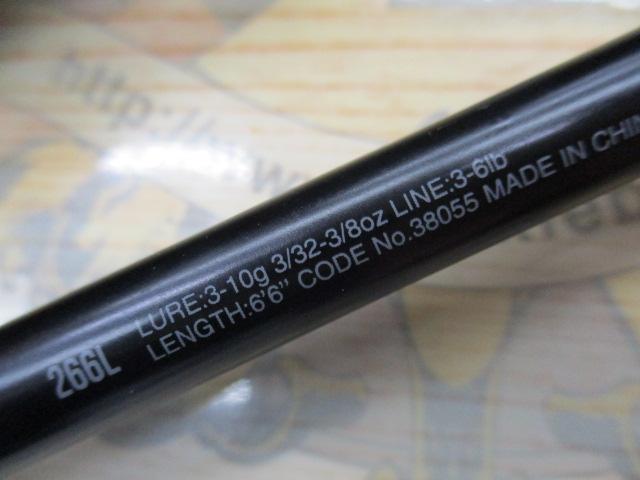 266L
LURE:3-10g 3/32-3/8oz LINE:3-6lb
LENGTH:6'6" CODE No.38055 MADE IN CHIN
http://